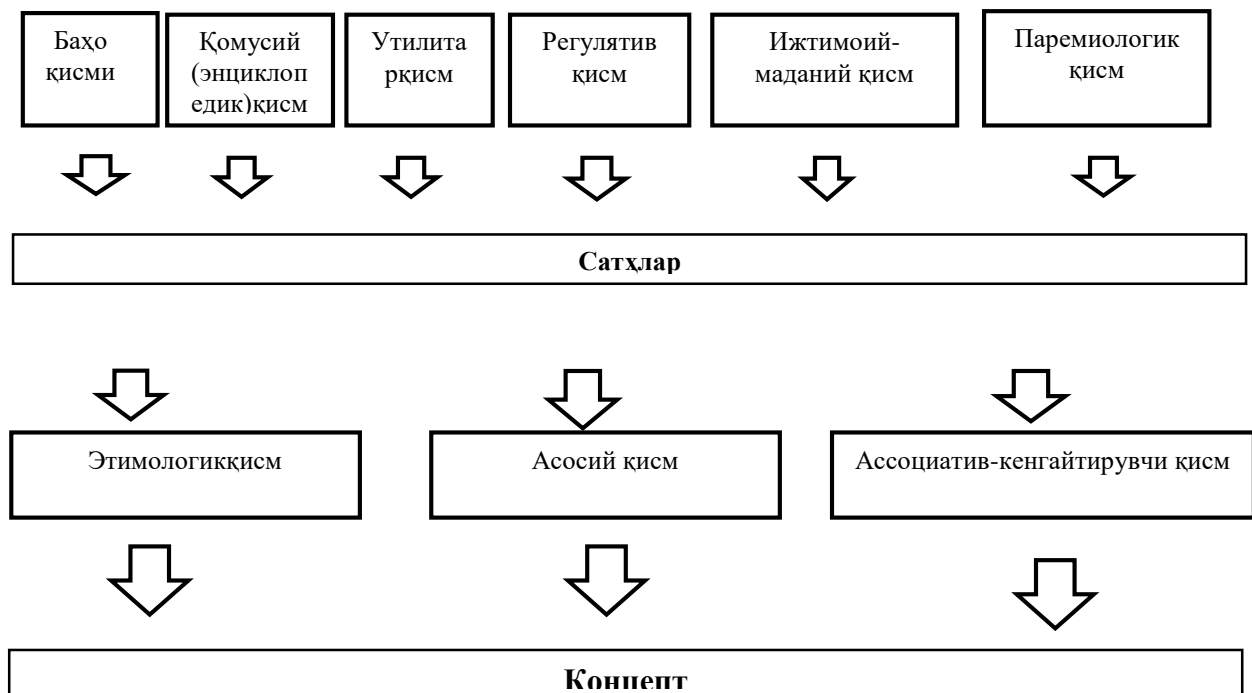 Баҳо
қисми
Қомусий
(энциклоп
едик)қисм
Утилита
рқисм
Регулятив
қисм
Ижтимоий-
маданий қисм
Паремиологик
қисм
Сатҳлар
Этимологикқисм
Асосий қисм
Ассоциатив-кенгайтирувчи қисм
Концепт